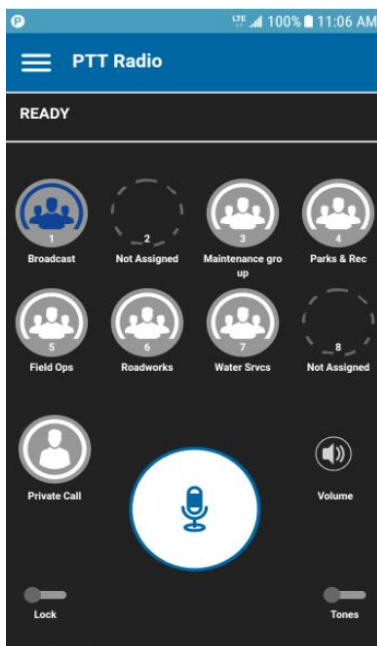 P
LTE 100% 11:06 AM
PTT Radio
READY
1
2
3
4
Broadcast
Not Assigned
Maintenance gro
up
Parks & Rec
5
6
7
8
Field Ops
Roadworks
Water Srvcs
Not Assigned
Private Call
Volume
Lock
Tones